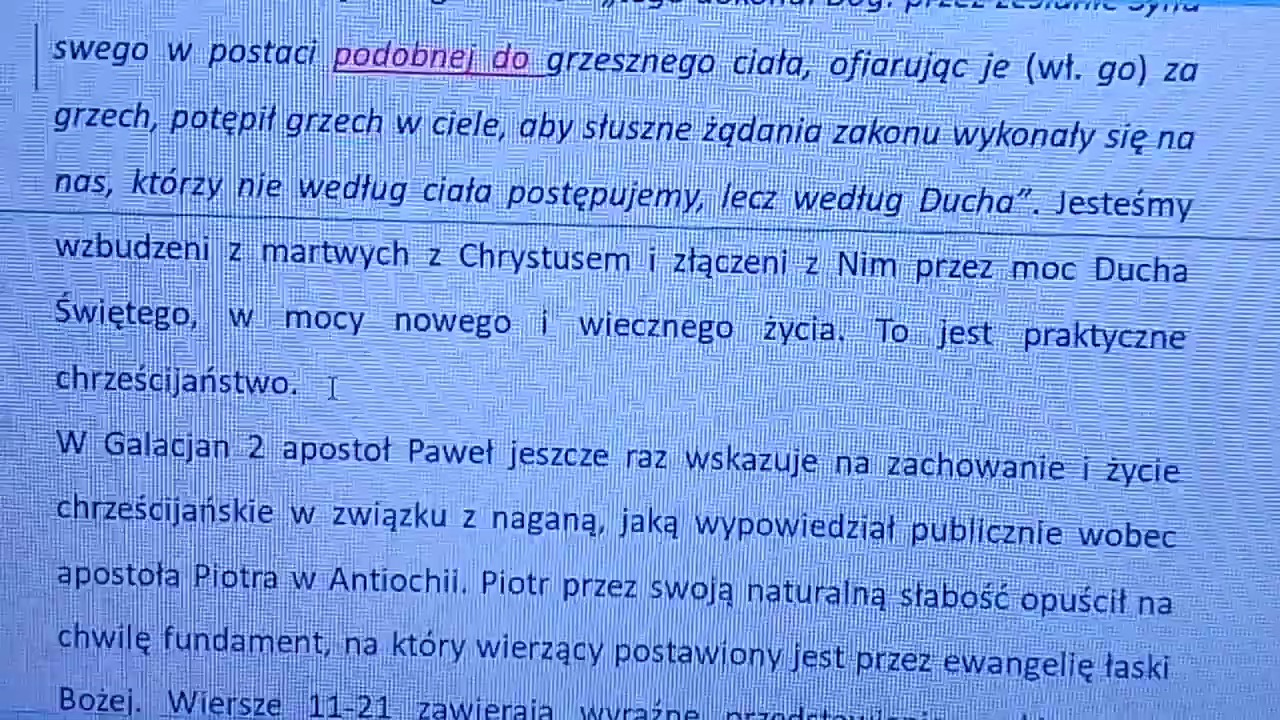 swego w postaci podobnej do grzesznego ciała, ofiarując je (wł. go) za
grzech, potępił grzech w ciele, aby słuszne żądania zakonu wykonały się na
nas, którzy nie według ciała postępujemy, lecz według Ducha”. Jesteśmy
wzbudzeni z martwych z Chrystusem i złączeni z Nim przez moc Ducha
Świętego, w mocy nowego i wiecznego życia. To jest praktyczne
chrześcijaństwo.
W Galacjan 2 apostoł Paweł jeszcze raz wskazuje na zachowanie i życie
chrześcijańskie w związku z naganą, jaką wypowiedział publicznie wobec
apostoła Piotra w Antiochii. Piotr przez swoją naturalną słabość opuścił na
chwilę fundament, na który wierzący postawiony jest przez ewangelię łaski
Bożej. Wiersze 11-21 zawierają wyraźne